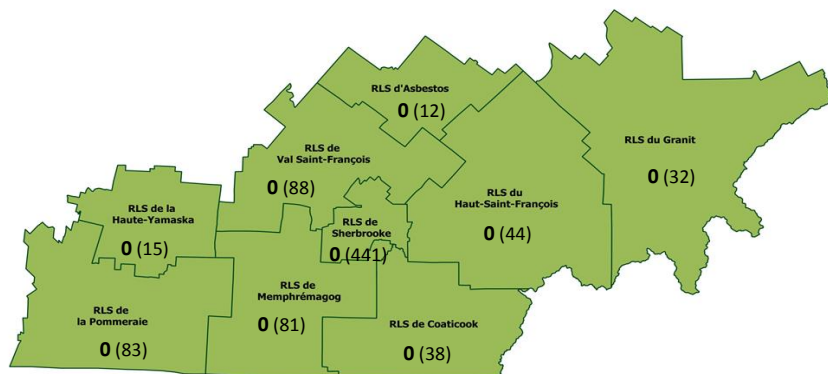 RLS d'Asbestos
0 (12)
RLS de
Val Saint-François
0 (88)
RLS du Granit
0 (32)
RLS de la
Haute-Yamaska
0 (15)
RLS de
Sherbrooke
0 (441)
RLS du
Haut-Saint-François
0 (44)
RLS de
la Pommeraie
0 (83)
RLS de
Memphrémagog
0 (81)
RLS de Coaticook
0 (38)